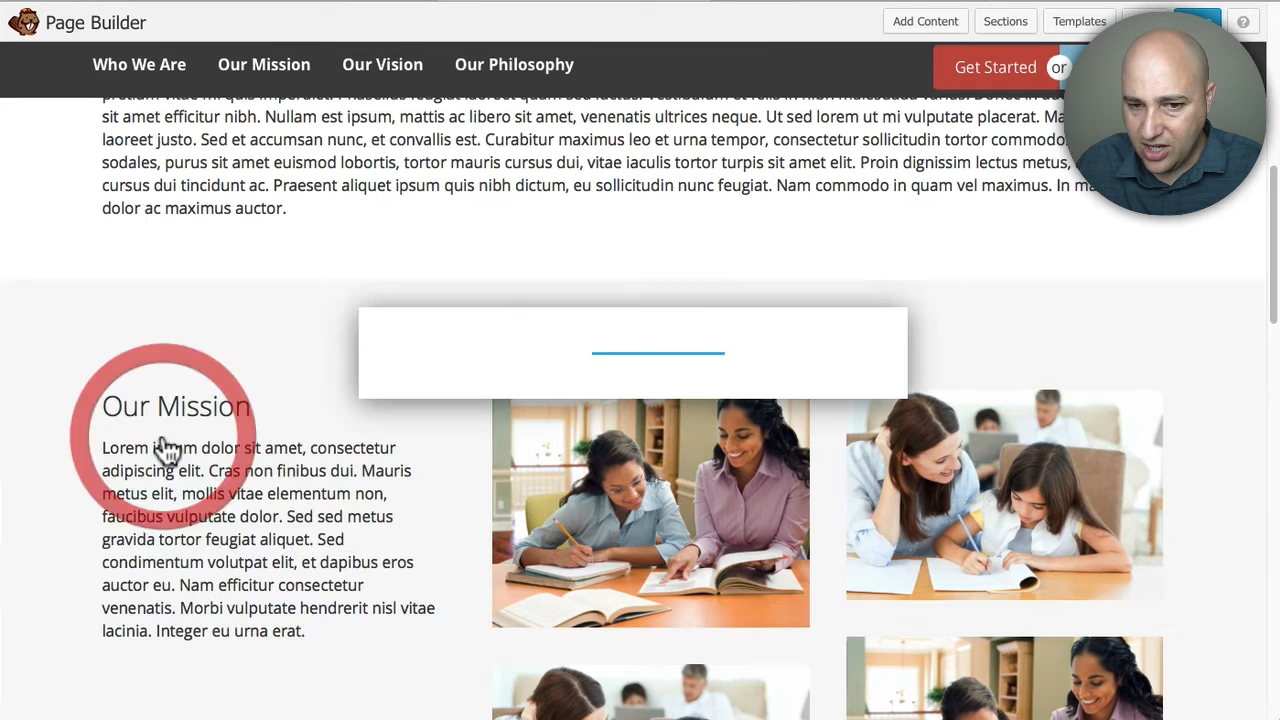 Page Builder
Add Content
Sections
Templates
?
Who We Are
Our Mission
Our Vision
Our Philosophy
Get Started
or
sit amet efficitur nibh. Nullam est ipsum, mattis ac libero sit amet, venenatis ultrices neque. Ut sed lorem ut mi vulputate placerat.
laoreet justo. Sed et accumsan nunc, et convallis est. Curabitur maximus leo et urna tempor, consectetur sollicitudin tortor commodo.
sodales, purus sit amet euismod lobortis, tortor mauris cursus dui, vitae iaculis tortor turpis sit amet elit. Proin dignissim lectus metus,
cursus dui tincidunt ac. Praesent aliquet ipsum quis nibh dictum, eu sollicitudin nunc feugiat. Nam commodo in quam vel maximus. In
dolor ac maximus auctor.
Our Mission
Lorem ipsum dolor sit amet, consectetur
adipiscing elit. Cras non finibus dui. Mauris
metus elit, mollis vitae elementum non,
faucibus vulputate dolor. Sed sed metus
gravida tortor feugiat aliquet. Sed
condimentum volutpat elit, et dapibus eros
auctor eu. Nam efficitur consectetur
venenatis. Morbi vulputate hendrerit nisl vitae
lacinia. Integer eu urna erat.